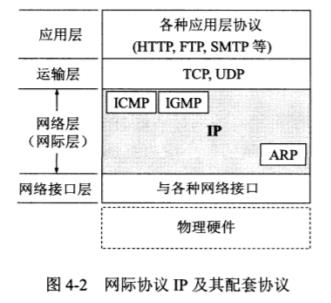 应用层
各种应用层协议
(HTTP, FTP, SMTP 等)
运输层
TCP, UDP
ICMP
IGMP
网络层
(网际层)
IP
ARP
网络接口层
与各种网络接口
物理硬件
图 4-2 网际协议 IP 及其配套协议